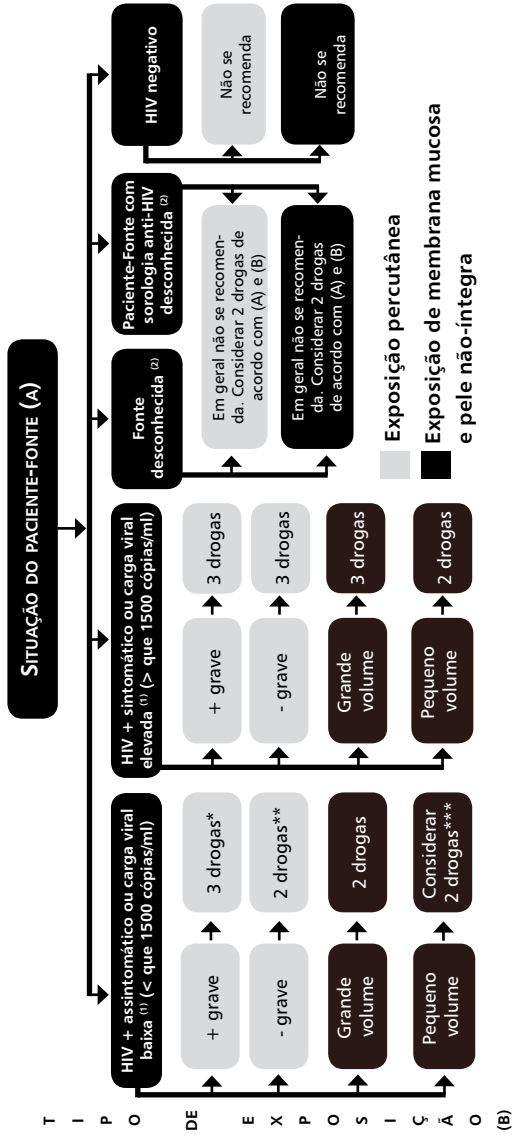 SITUAÇÃO DO PACIENTE-FONTE (A)
HIV + assintomático ou carga viral
baixa (1) (< que 1500 cópias/ml)
HIV + sintomático ou carga viral
elevada (1) (> que 1500 cópias/ml)
Fonte
desconhecida (2)
Paciente-Fonte com
sorologia anti-HIV
desconhecida (2)
HIV negativo
TIPO DE EXPOSIÇÃO (B)
+ grave
3 drogas*
- grave
2 drogas**
Grande
volume
2 drogas
Pequeno
volume
Considerar
2 drogas***
+ grave
3 drogas
- grave
3 drogas
Grande
volume
3 drogas
Pequeno
volume
2 drogas
Em geral não se recomen-
da. Considerar 2 drogas de
acordo com (A) e (B)
Em geral não se recomen-
da. Considerar 2 drogas
de acordo com (A) e (B)
Não se
recomenda
Não se
recomenda
Exposição percutânea
Exposição de membrana mucosa
e pele não-íntegra